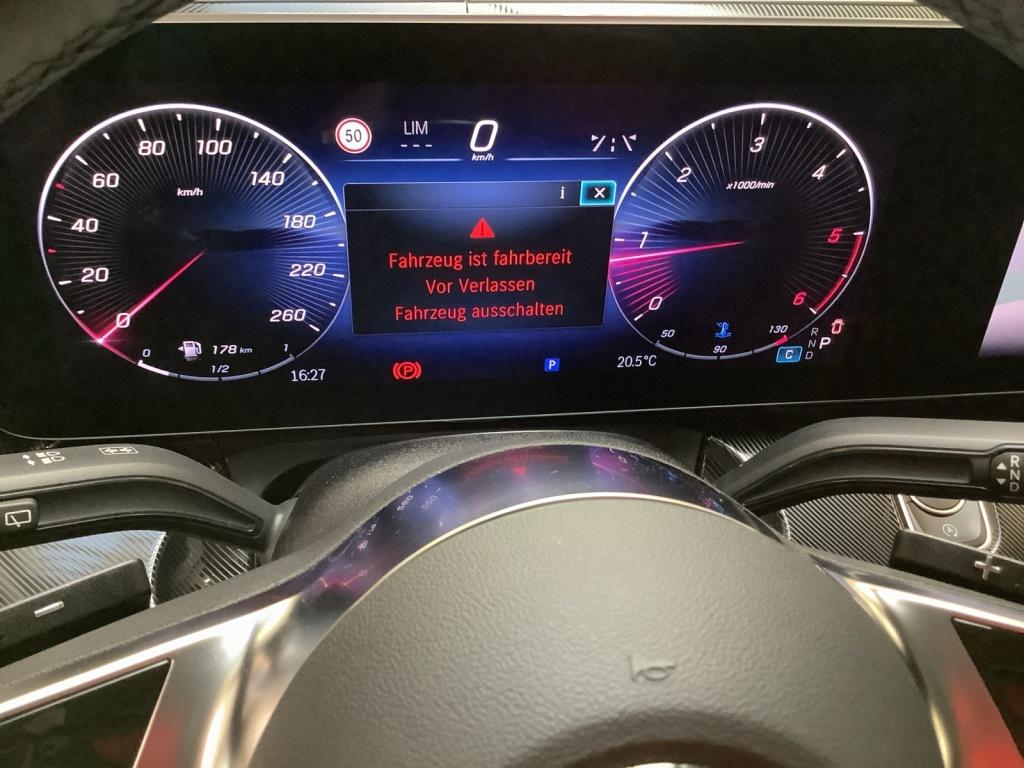 50 LIM --- 0 km/h
i X
Fahrzeug ist fahrbereit
Vor Verlassen
Fahrzeug ausschalten
0 20 40 60 80 100 140 180 220 260
km/h
0 1/2 1
178 km
16:27
P
P
20.5°C
0 1 2 3 4 5 6
x1000/min
50 90 130
C
R
N P
D
R
N
D
A
−
+